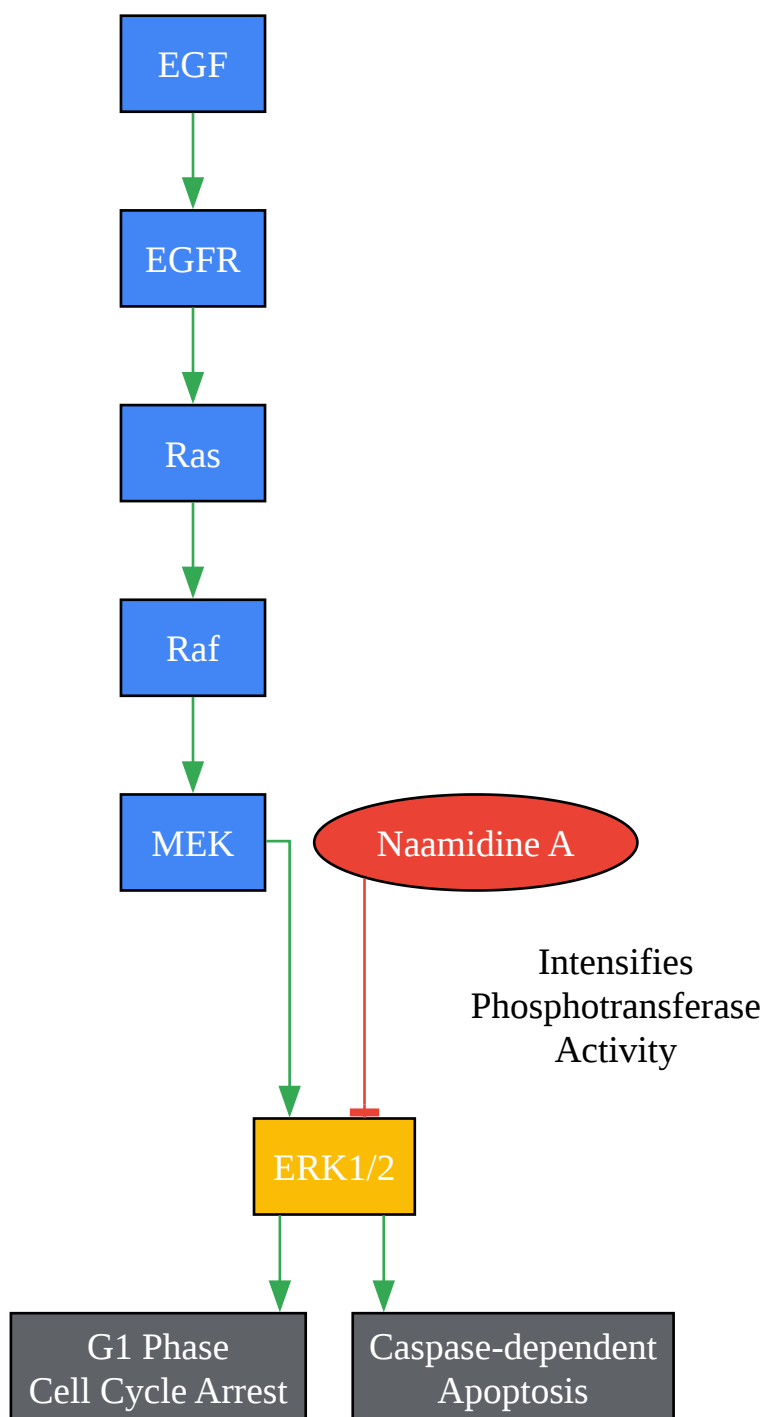 EGF
EGFR
Ras
Raf
MEK
Naamidine A
Intensifies
Phosphotransferase
Activity
ERK1/2
G1 Phase
Cell Cycle Arrest
Caspase-dependent
Apoptosis